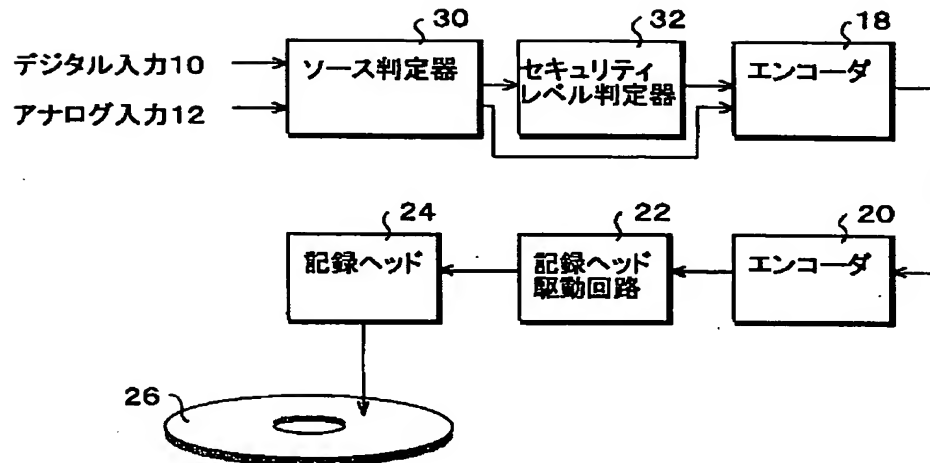 30
32
18
デジタル入力10
アナログ入力12
ソース判定器
セキュリティ
レベル判定器
エンコーダ
24
22
20
記録ヘッド
記録ヘッド
駆動回路
エンコーダ
26